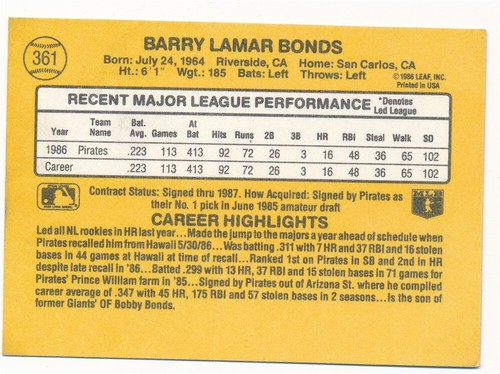 361
BARRY LAMAR BONDS
Born: July 24, 1964 Riverside, CA Home: San Carlos, CA
Ht.: 6'1" Wgt.: 185 Bats: Left Throws: Left
©1986 LEAF, INC.
Printed in USA
RECENT MAJOR LEAGUE PERFORMANCE *Denotes Led League
Year Team Name Bat. Avg. Games At Bat Hits Runs 2B 3B HR RBI Steal Walk SO
1986 Pirates .223 113 413 92 72 26 3 16 48 36 65 102
Career .223 113 413 92 72 26 3 16 48 36 65 102
Contract Status: Signed thru 1987. How Acquired: Signed by Pirates as
their No. 1 pick in June 1985 amateur draft
CAREER HIGHLIGHTS
Led all NL rookies in HR last year...Made the jump to the majors a year ahead of schedule when
Pirates recalled him from Hawaii 5/30/86...Was batting .311 with 7 HR and 37 RBI and 16 stolen
bases in 44 games at Hawaii at time of recall...Ranked 1st on Pirates in SB and 2nd in HR
despite late recall in '86...Batted .299 with 13 HR, 37 RBI and 15 stolen bases in 71 games for
Pirates' Prince William farm in '85...Signed by Pirates out of Arizona St. where he compiled
career average of .347 with 45 HR, 175 RBI and 57 stolen bases in 2 seasons...Is the son of
former Giants' OF Bobby Bonds.